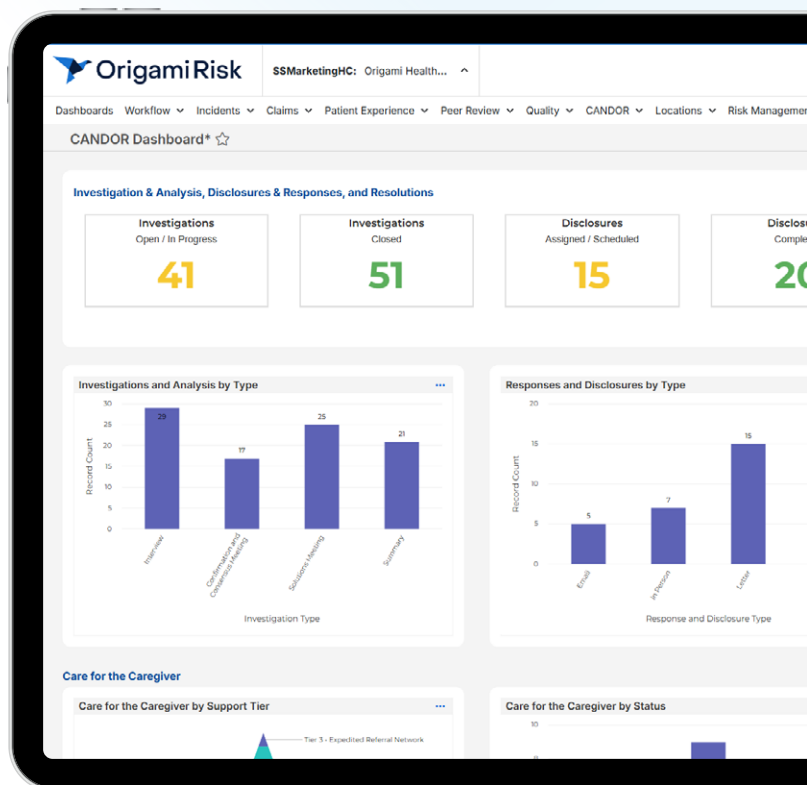 OrigamiRisk
SSMarketingHC: Origami Health...
Dashboards Workflow Incidents Claims Patient Experience Peer Review Quality CANDOR Locations Risk
CANDOR Dashboard*
Investigation & Analysis, Disclosures & Responses, and Resolutions
Investigations
Open / In Progress
41
Investigations
Closed
51
Disclosures
Assigned / Scheduled
15
20
Investigations and Analysis by Type
...
Record Count
30
25
20
15
10
5
0
29
17
25
21
Interview
Confirmation and
Consensus Meeting
Solutions Meeting
Summary
Investigation Type
Responses and Disclosures by Type
Record Count
20
15
10
5
0
5
7
15
Email
In Person
Letter
Response and Disclosure Type
Care for the Caregiver
Care for the Caregiver by Support Tier
...
Tier 3 - Expedited Referral Network
Care for the Caregiver by Status
10